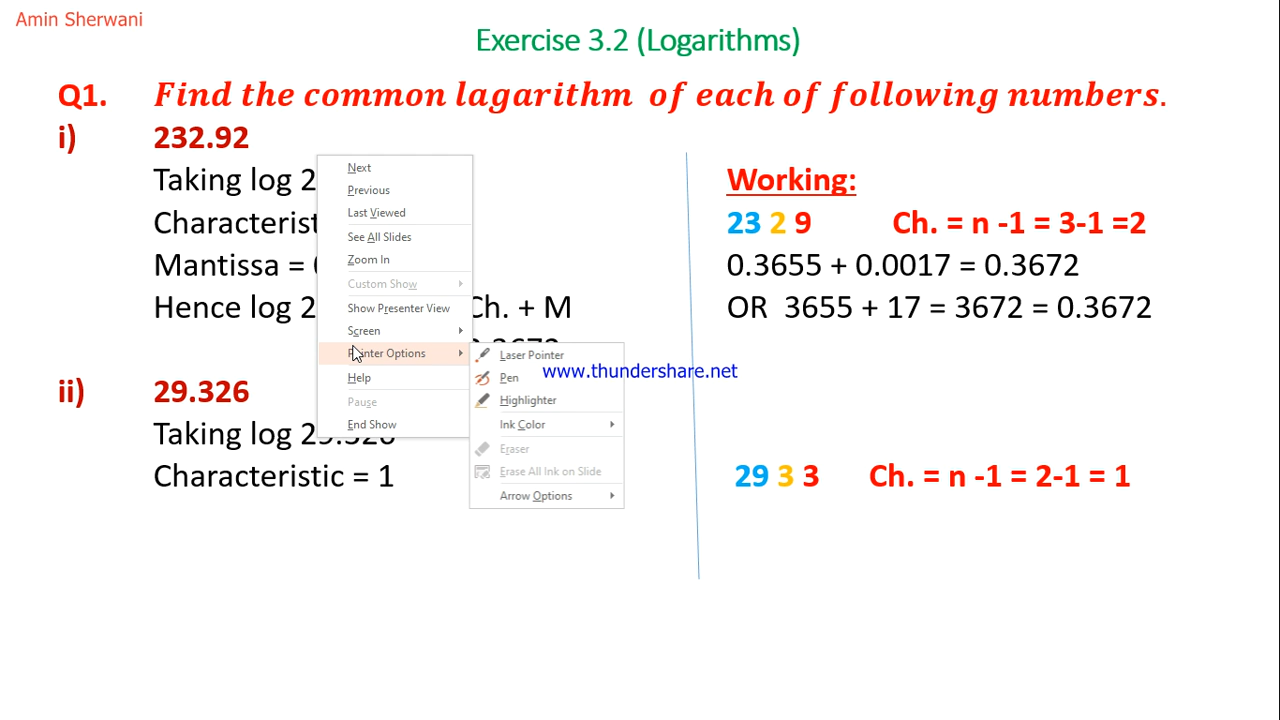 Amin Sherwani
Exercise 3.2 (Logarithms)
Q1. Find the common lagarithm of each of following numbers.
i) 232.92
Taking log 2
Characterist
Mantissa =
Hence log 2 Ch. + M
ii) 29.326
Taking log 29.326
Characteristic = 1
Next
Previous
Last Viewed
See All Slides
Zoom In
Custom Show
Show Presenter View
Screen
Pointer Options
Help
Pause
End Show
Laser Pointer
Pen
Highlighter
Ink Color
Eraser
Erase All Ink on Slide
Arrow Options
www.thundershare.net
Working:
23 2 9 Ch. = n -1 = 3-1 =2
0.3655 + 0.0017 = 0.3672
OR 3655 + 17 = 3672 = 0.3672
29 3 3 Ch. = n -1 = 2-1 = 1